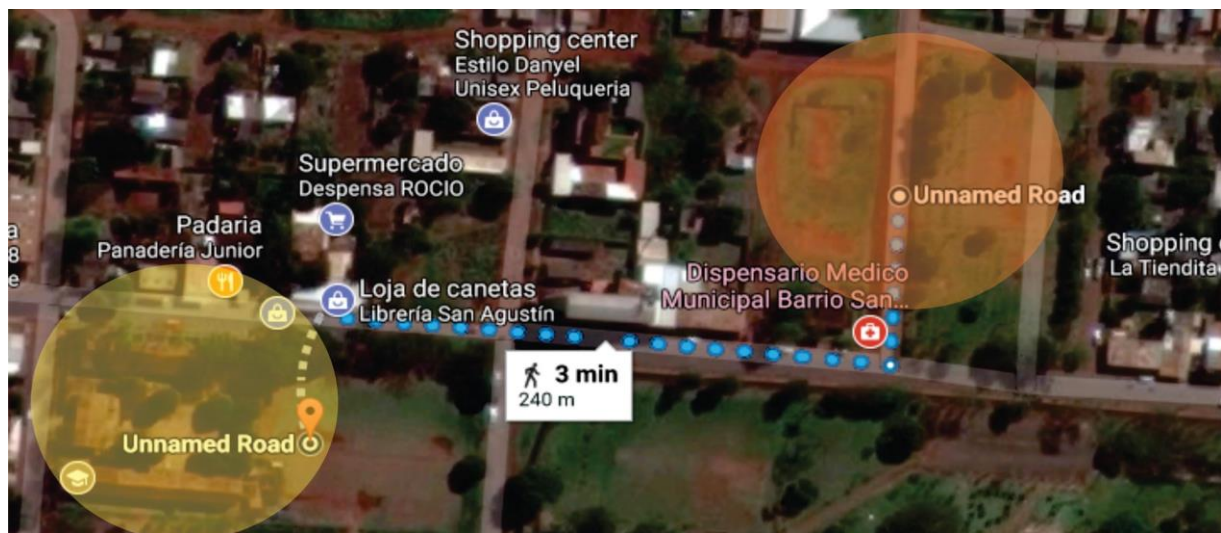 Shopping center
Estilo Danyel
Unisex Peluqueria
Supermercado
Despensa ROCIO
Unnamed Road
Padaria
Panadería Junior
a
8
e
Shopping c
La Tiendita
Dispensario Medico
Municipal Barrio San...
Loja de canetas
Librería San Agustín
3 min
240 m
Unnamed Road